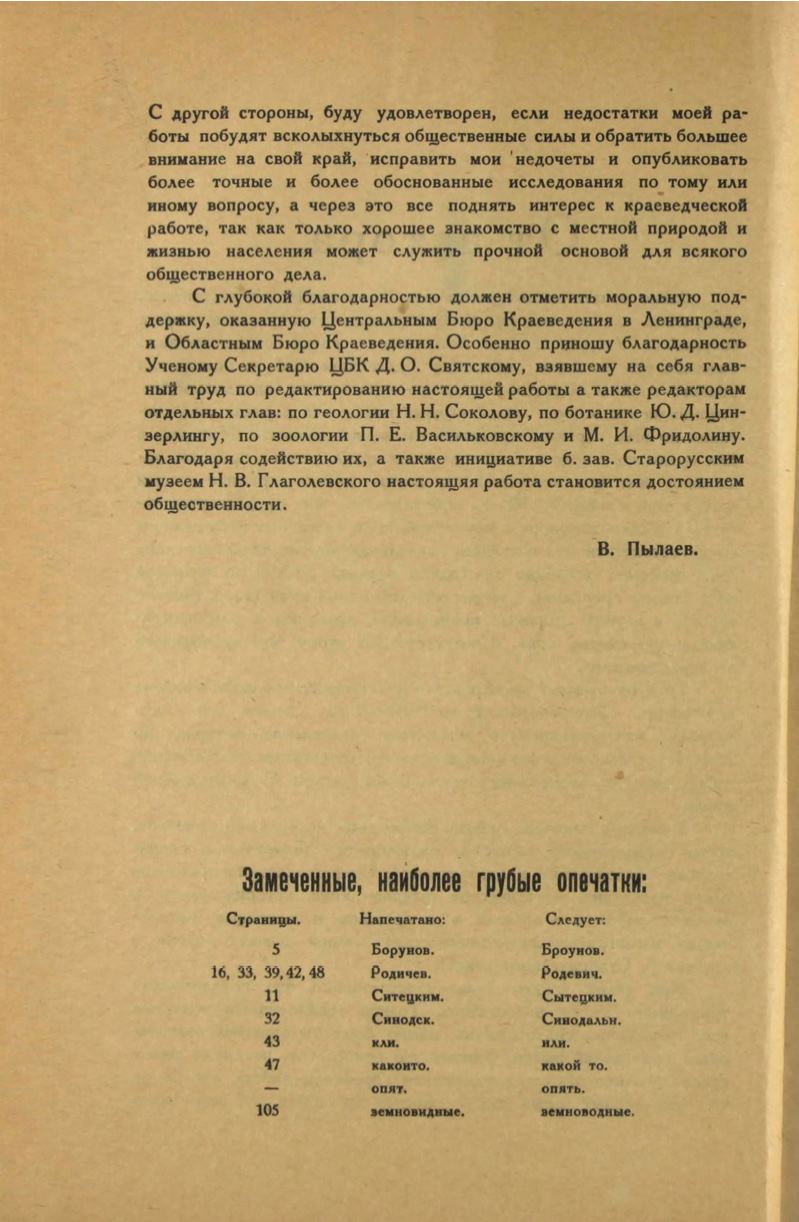 С другой стороны, буду удовлетворен, если недостатки моей ра-
боты побудят всколыхнуться общественные силы и обратить большее
внимание на свой край, исправить мои недочеты и опубликовать
более точные и более обоснованные исследования по тому или
иному вопросу, а через это все поднять интерес к краеведческой
работе, так как только хорошее знакомство с местной природой и
жизнью населения может служить прочной основой для всякого
общественного дела.
С глубокой благодарностью должен отметить моральную под-
держку, оказанную Центральным Бюро Краеведения в Ленинграде,
и Областным Бюро Краеведения. Особенно приношу благодарность
Ученому Секретарю ЦБК Д. О. Святскому, взявшему на себя глав-
ный труд по редактированию настоящей работы а также редакторам
отдельных глав: по геологии Н. Н. Соколову, по ботанике Ю. Д. Цин-
зерлингу, по зоологии П. Е. Васильковскому и М. И. Фридолину.
Благодаря содействию их, а также инициативе б. зав. Старорусским
музеем Н. В. Глаголевского настоящяя работа становится достоянием
общественности.
В. Пылаев.
Замеченные, наиболее грубые опечатки:
Страницы. Напечатано: Следует:
5 Борунов. Броунов.
16, 33, 39, 42, 48 Родичев. Родевич.
11 Ситецким. Сытецким.
32 Синодск. Синодальн.
43 кли. или.
47 какоито. какой то.
— опят. опять.
105 земновидные. земноводные.